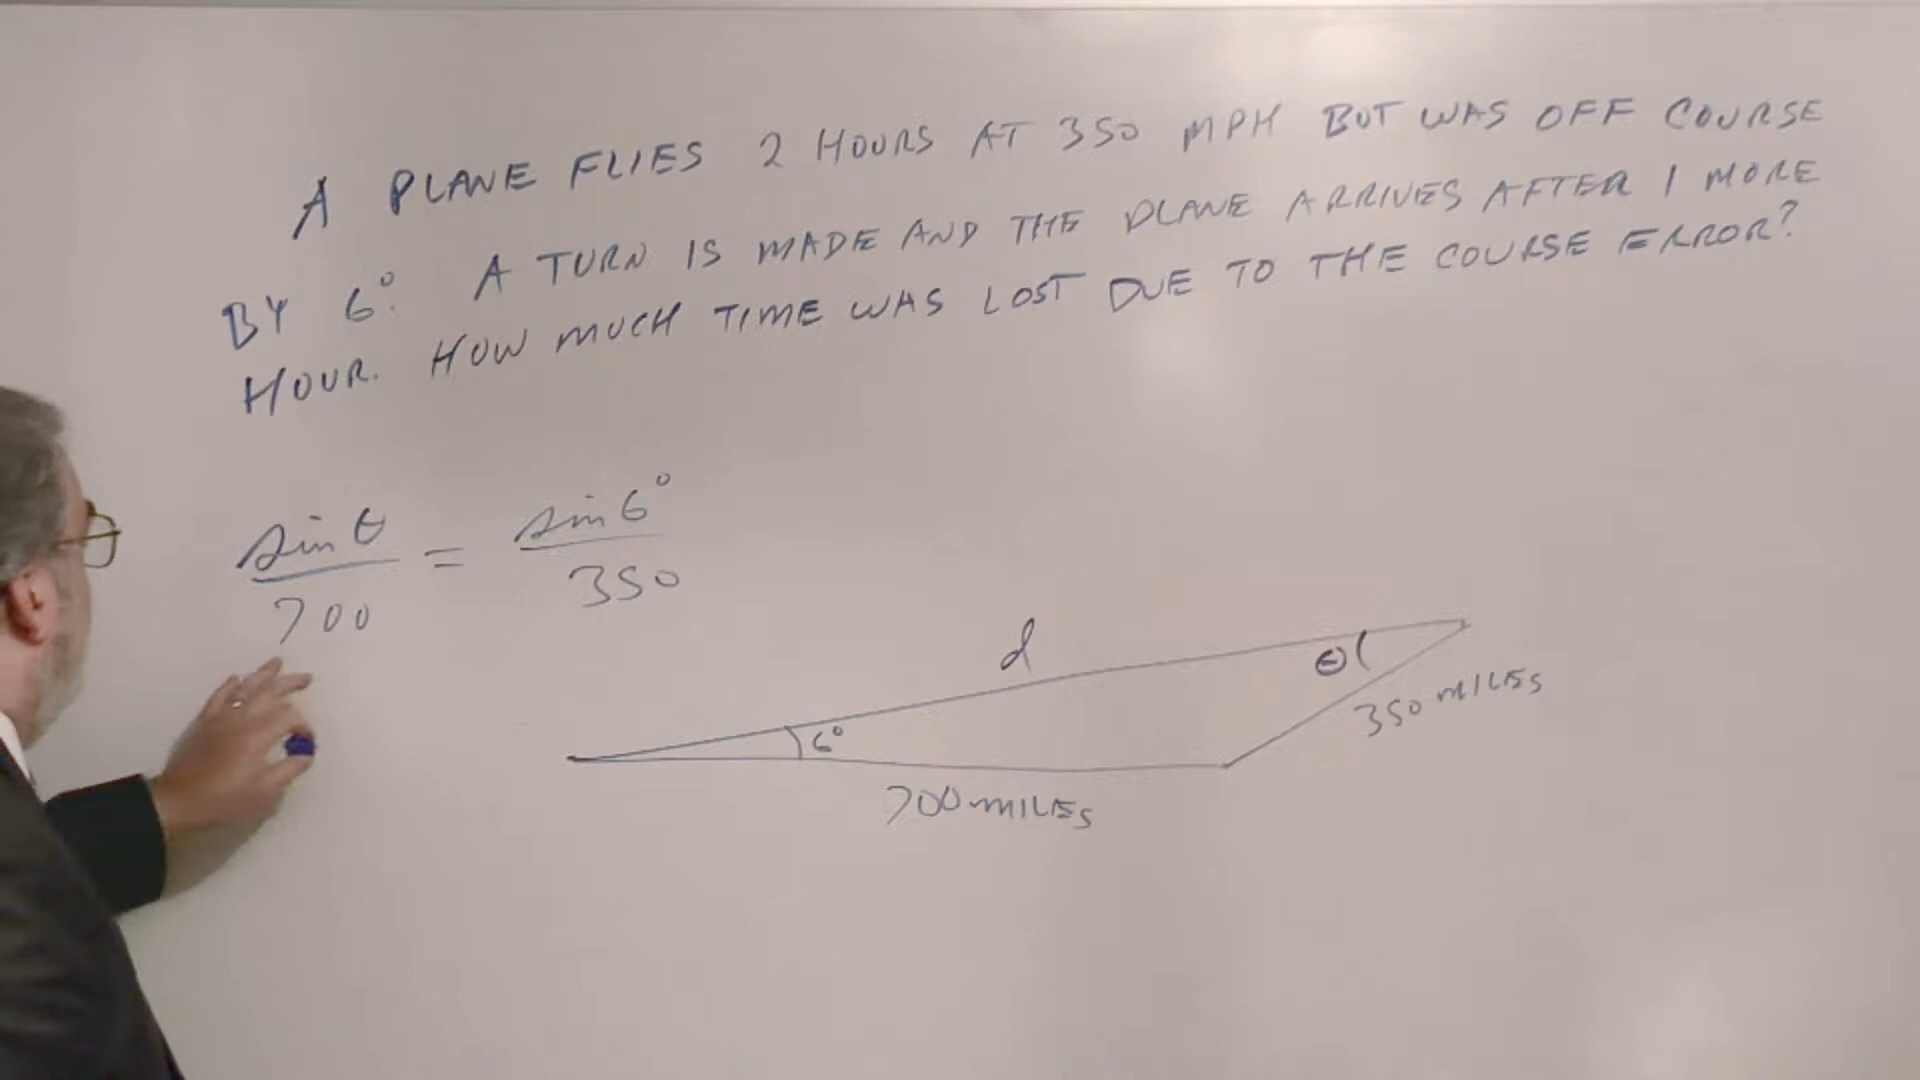 A PLANE FLIES 2 HOURS AT 350 MPH BUT WAS OFF COURSE
BY 6°. A TURN IS MADE AND THE PLANE ARRIVES AFTER 1 MORE
HOUR. HOW MUCH TIME WAS LOST DUE TO THE COURSE ERROR?
sin θ / 700 = sin 6° / 350
d
θ
350 MILES
6°
700 MILES